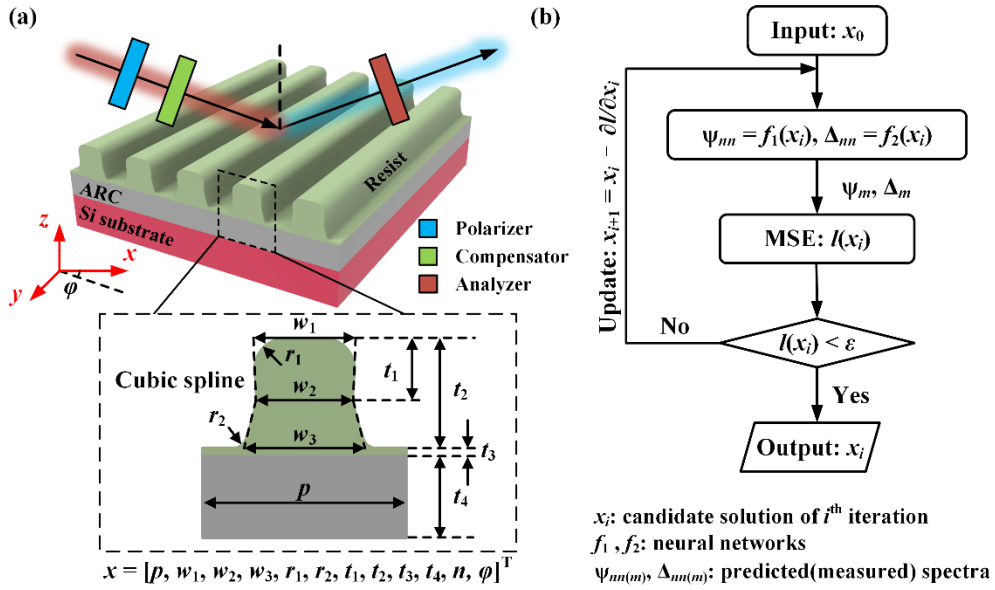 (a)
Resist
ARC
Si substrate
z
x
y
φ
Polarizer
Compensator
Analyzer
w₁
r₁
t₁
t₂
Cubic spline
w₂
r₂
w₃
t₃
p
t₄
x = [p, w₁, w₂, w₃, r₁, r₂, t₁, t₂, t₃, t₄, n, φ]ᵀ
(b)
Input: x₀
ψₙₙ = f₁(xᵢ), Δₙₙ = f₂(xᵢ)
ψₘ, Δₘ
MSE: l(xᵢ)
Update: xᵢ₊₁ = xᵢ − ∂l/∂xᵢ
No
l(xᵢ) < ε
Yes
Output: xᵢ
xᵢ: candidate solution of iᵗʰ iteration
f₁ , f₂: neural networks
ψₙₙ₍ₘ₎, Δₙₙ₍ₘ₎: predicted(measured) spectra